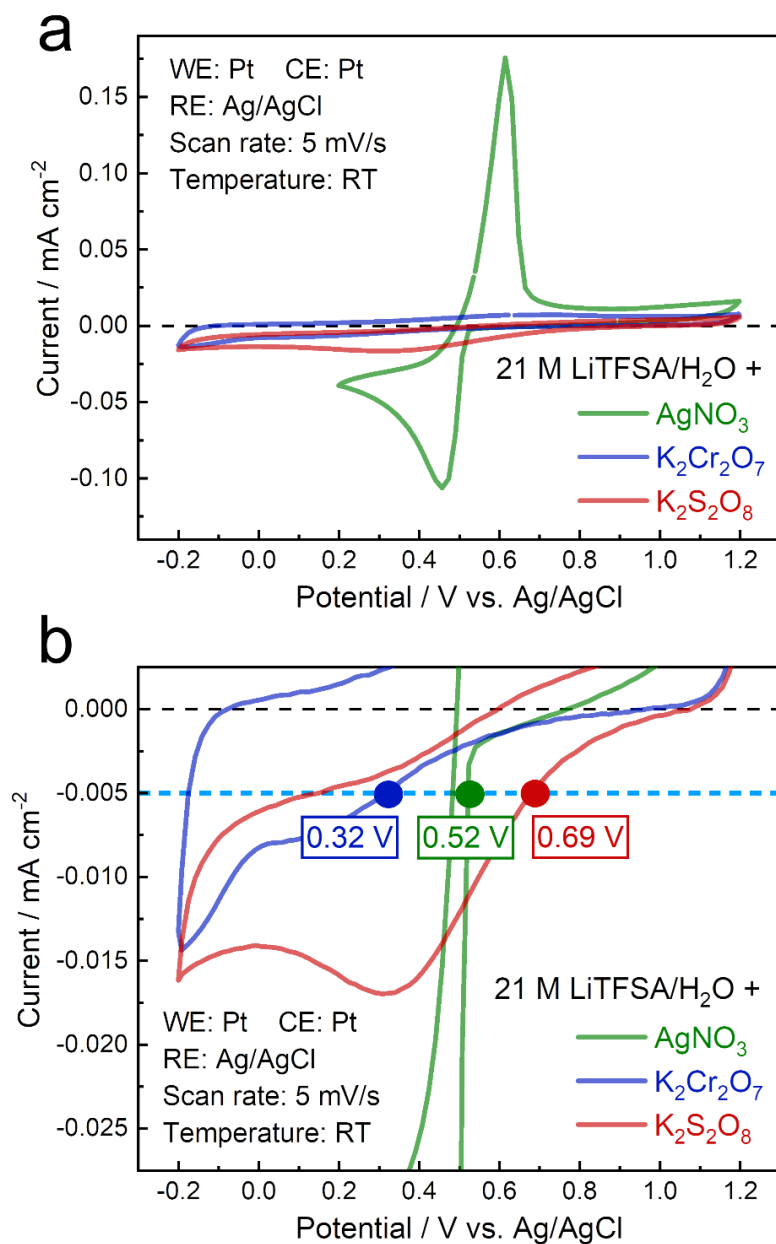 a
WE: Pt CE: Pt
RE: Ag/AgCl
Scan rate: 5 mV/s
Temperature: RT
0.15
0.10
0.05
0.00
-0.05
-0.10
Current / mA cm⁻²
21 M LiTFSA/H₂O +
AgNO₃
K₂Cr₂O₇
K₂S₂O₈
-0.2 0.0 0.2 0.4 0.6 0.8 1.0 1.2
Potential / V vs. Ag/AgCl
b
0.000
-0.005
-0.010
-0.015
-0.020
-0.025
Current / mA cm⁻²
0.32 V 0.52 V 0.69 V
21 M LiTFSA/H₂O +
AgNO₃
K₂Cr₂O₇
K₂S₂O₈
WE: Pt CE: Pt
RE: Ag/AgCl
Scan rate: 5 mV/s
Temperature: RT
-0.2 0.0 0.2 0.4 0.6 0.8 1.0 1.2
Potential / V vs. Ag/AgCl